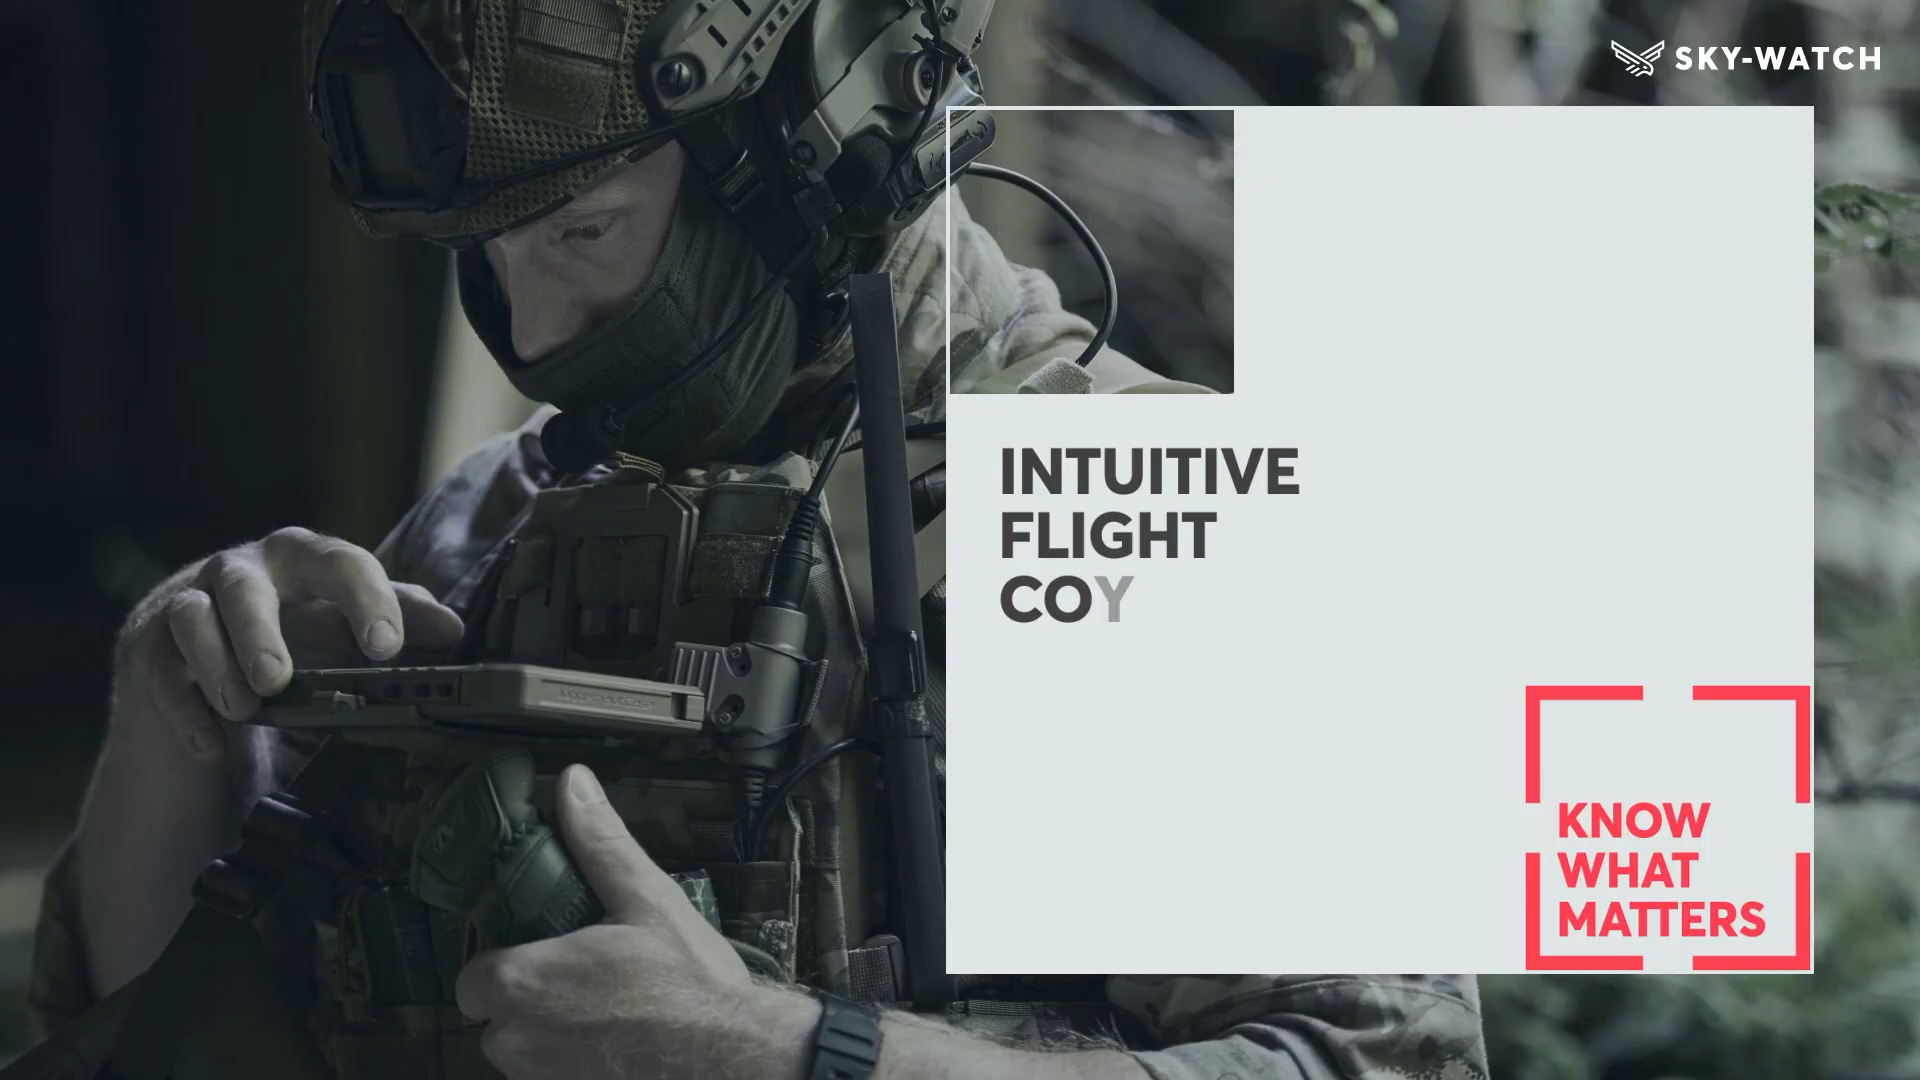 SKY-WATCH
INTUITIVE
FLIGHT
COY
KNOW
WHAT
MATTERS